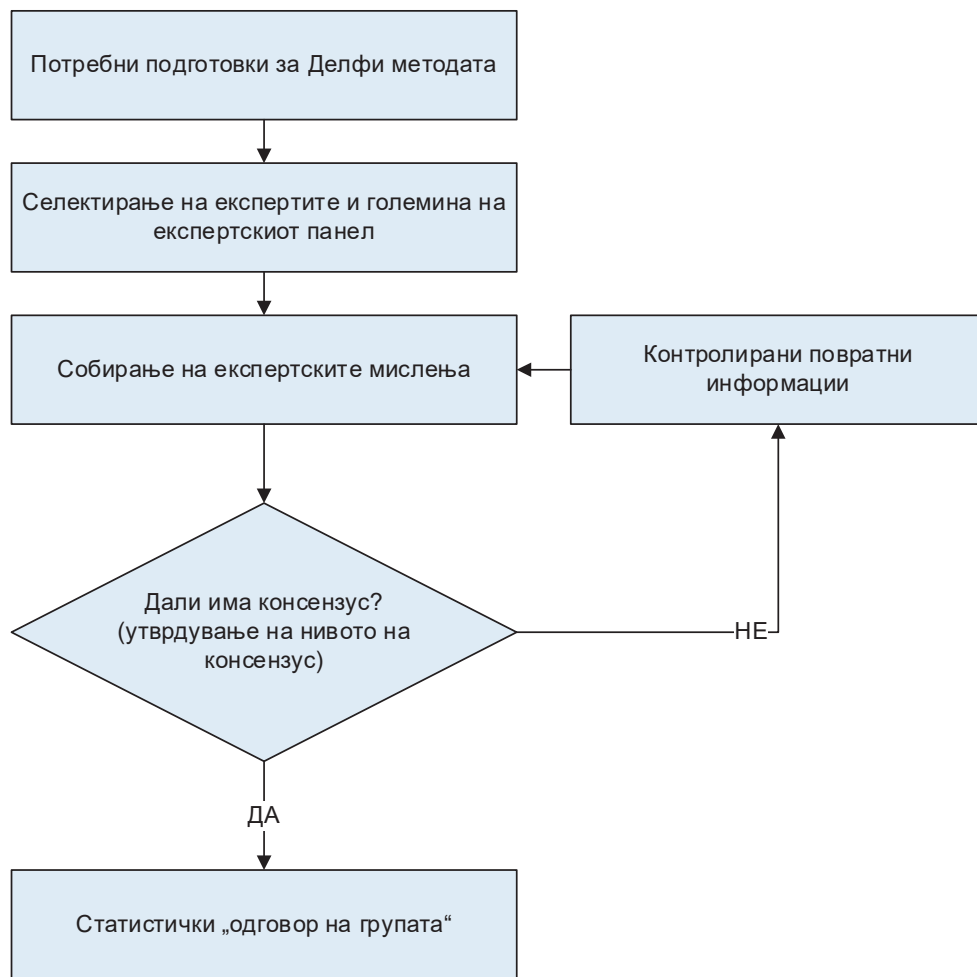 Потребни подготовки за Делфи методата
Селектирање на експертите и големина на
експертскиот панел
Собирање на експертските мислења
Контролирани повратни
информации
Дали има консензус?
(утврдување на нивото на
консензус)
НЕ
ДА
Статистички „одговор на групата“